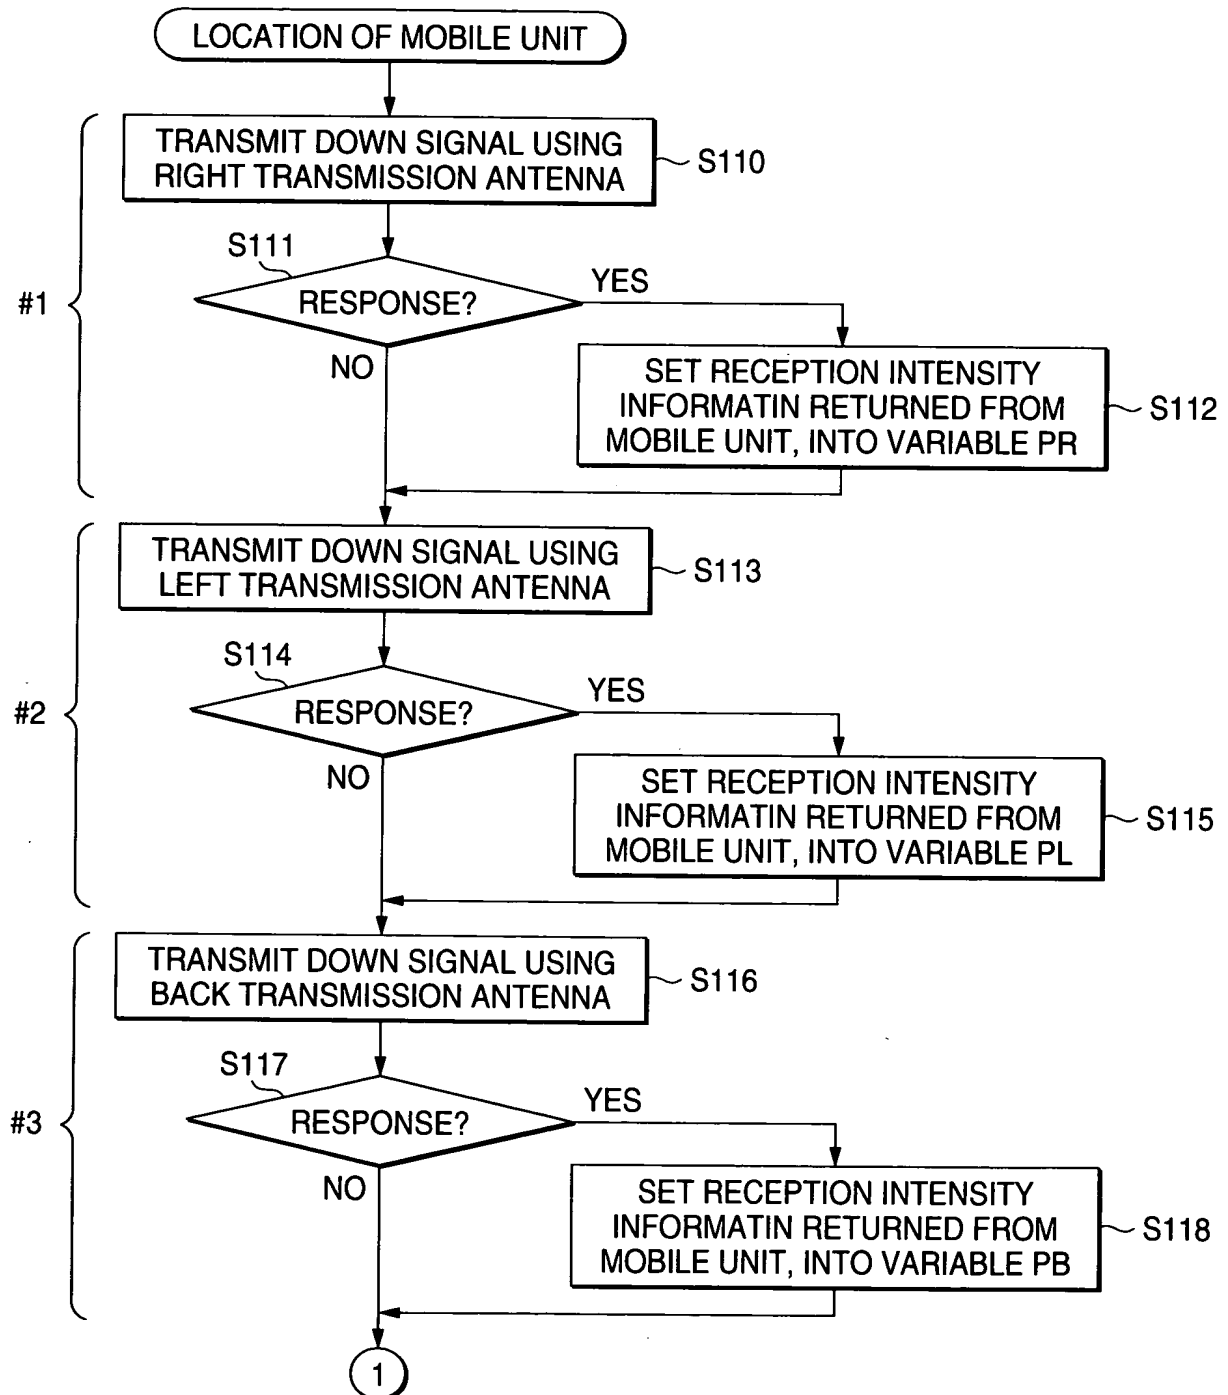 LOCATION OF MOBILE UNIT
TRANSMIT DOWN SIGNAL USING
RIGHT TRANSMISSION ANTENNA
S110
S111
RESPONSE?
YES
NO
#1
SET RECEPTION INTENSITY
INFORMATIN RETURNED FROM
MOBILE UNIT, INTO VARIABLE PR
S112
TRANSMIT DOWN SIGNAL USING
LEFT TRANSMISSION ANTENNA
S113
S114
RESPONSE?
YES
NO
#2
SET RECEPTION INTENSITY
INFORMATIN RETURNED FROM
MOBILE UNIT, INTO VARIABLE PL
S115
TRANSMIT DOWN SIGNAL USING
BACK TRANSMISSION ANTENNA
S116
S117
RESPONSE?
YES
NO
#3
SET RECEPTION INTENSITY
INFORMATIN RETURNED FROM
MOBILE UNIT, INTO VARIABLE PB
S118
1